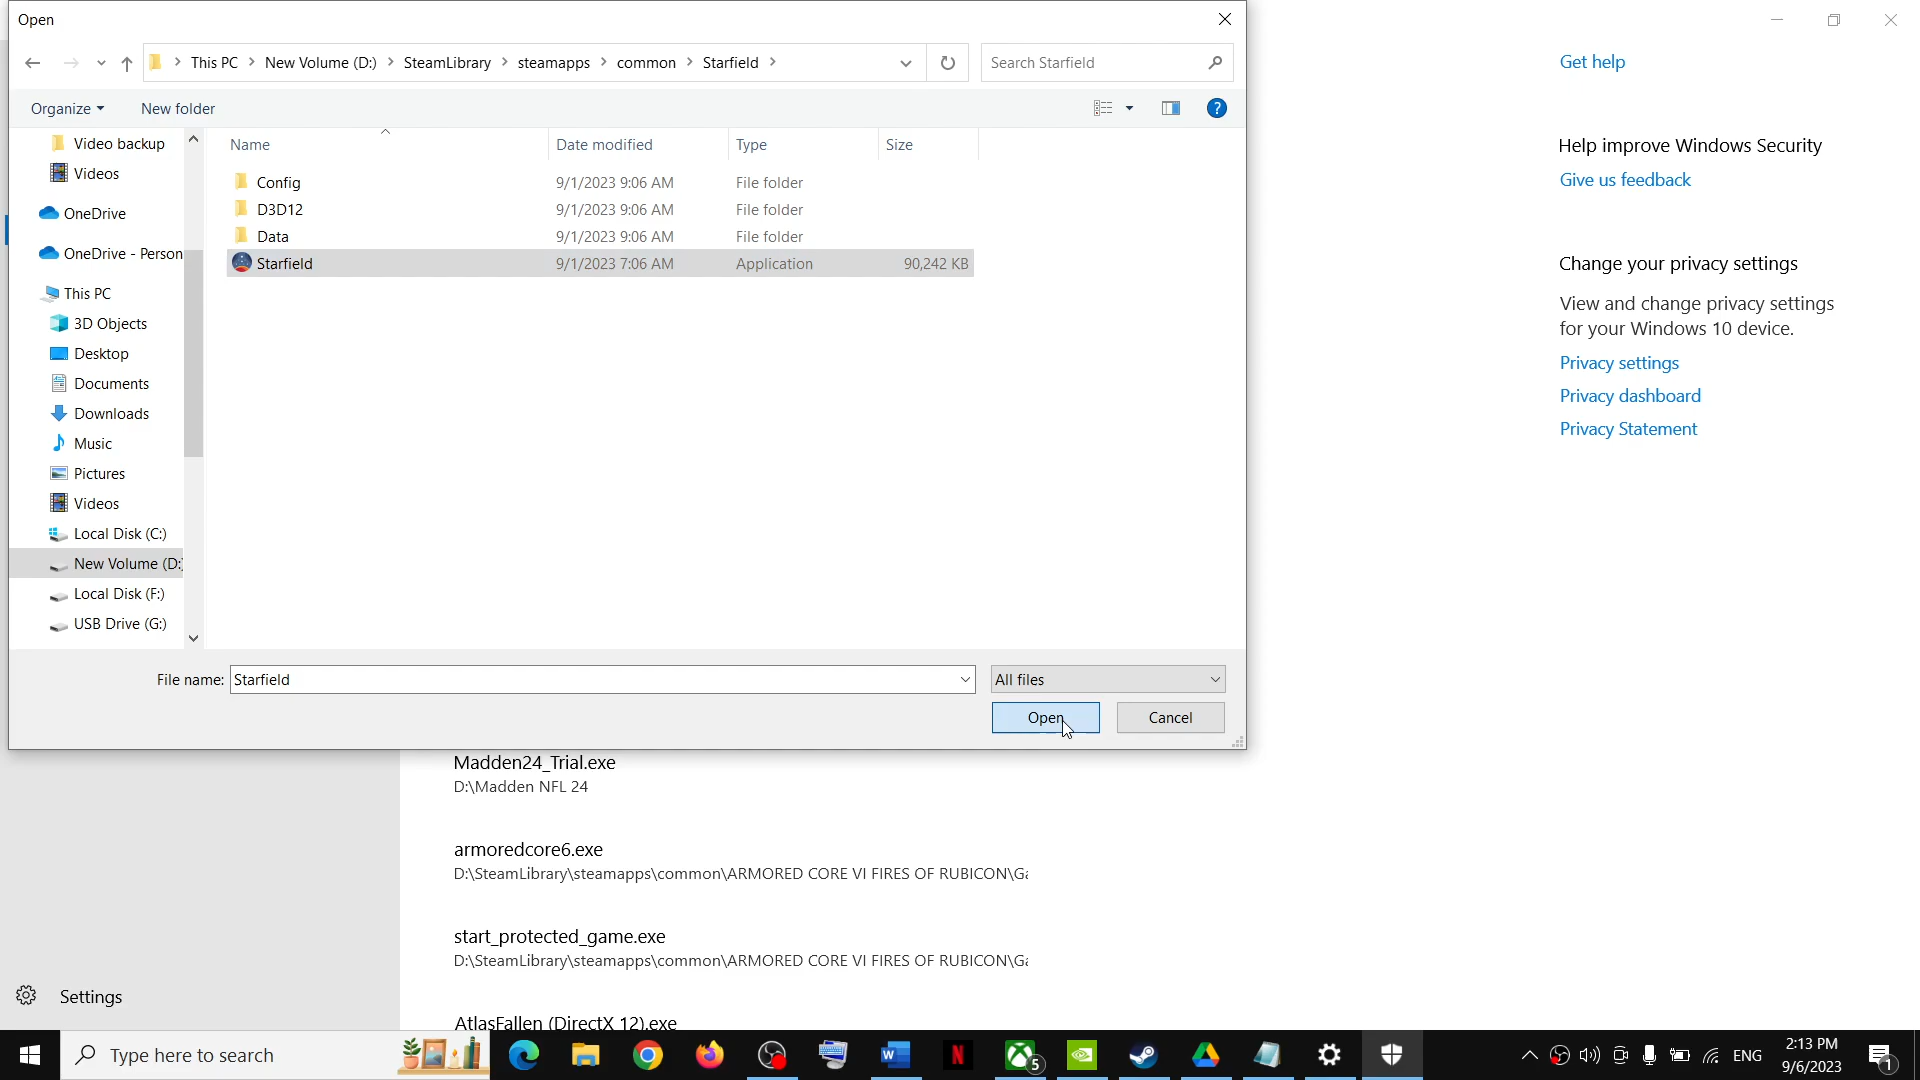 Open
This PC
New Volume (D:)
SteamLibrary
steamapps
common
Starfield
Search Starfield
Organize
New folder
Name
Date modified
Type
Size
Video backup
Videos
OneDrive
OneDrive - Person
This PC
3D Objects
Desktop
Documents
Downloads
Music
Pictures
Videos
Local Disk (C:)
New Volume (D:)
Local Disk (F:)
USB Drive (G:)
Config 9/1/2023 9:06 AM File folder
D3D12 9/1/2023 9:06 AM File folder
Data 9/1/2023 9:06 AM File folder
Starfield 9/1/2023 7:06 AM Application 90,242 KB
File name: Starfield
All files
Open
Cancel
Get help
Help improve Windows Security
Give us feedback
Change your privacy settings
View and change privacy settings
for your Windows 10 device.
Privacy settings
Privacy dashboard
Privacy Statement
Madden24_Trial.exe
D:\Madden NFL 24
armoredcore6.exe
D:\SteamLibrary\steamapps\common\ARMORED CORE VI FIRES OF RUBICON\Ga
start_protected_game.exe
D:\SteamLibrary\steamapps\common\ARMORED CORE VI FIRES OF RUBICON\Ga
AtlasFallen (DirectX 12).exe
Settings
Type here to search
5
ENG
2:13 PM
9/6/2023
1